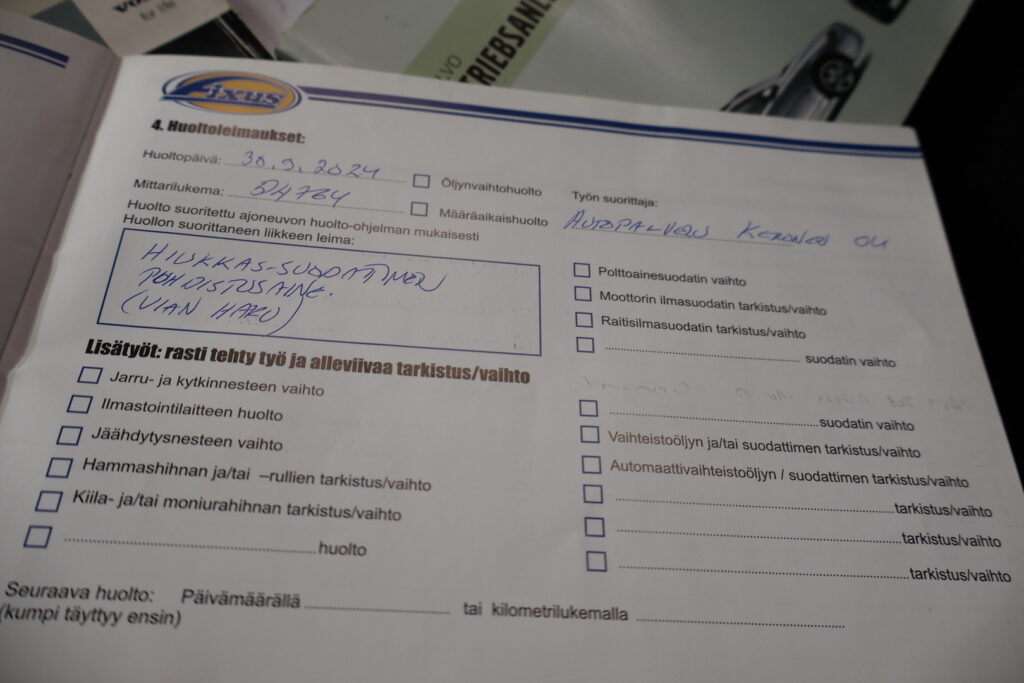 Fixus
TRIEBSANL
4. Huoltoleimaukset:
Huoltopäivä: 30.9.2024
Öljynvaihtohuolto
Mittarilukema: 54764
Määräaikaishuolto
Huolto suoritettu ajoneuvon huolto-ohjelman mukaisesti
Huollon suorittaneen liikkeen leima:
HIUKKAS-SUODATTIMEN
PUHDISTUSAINE.
(VIAN HAKU)
Työn suorittaja:
AUTOPALVELU
Polttoainesuodatin vaihto
Moottorin ilmasuodatin tarkistus/vaihto
Raitisilmasuodatin tarkistus/vaihto
suodatin vaihto
suodatin vaihto
Vaihteistoöljyn ja/tai suodattimen tarkistus/vaihto
Automaattivaihteistoöljyn / suodattimen tarkistus/vaihto
tarkistus/vaihto
tarkistus/vaihto
tarkistus/vaihto
Lisätyöt: rasti tehty työ ja alleviivaa tarkistus/vaihto
Jarru- ja kytkinnesteen vaihto
Ilmastointilaitteen huolto
Jäähdytysnesteen vaihto
Hammashihnan ja/tai –rullien tarkistus/vaihto
Kiila- ja/tai moniurahihnan tarkistus/vaihto
huolto
Seuraava huolto: Päivämäärällä tai kilometrilukemalla
(kumpi täyttyy ensin)